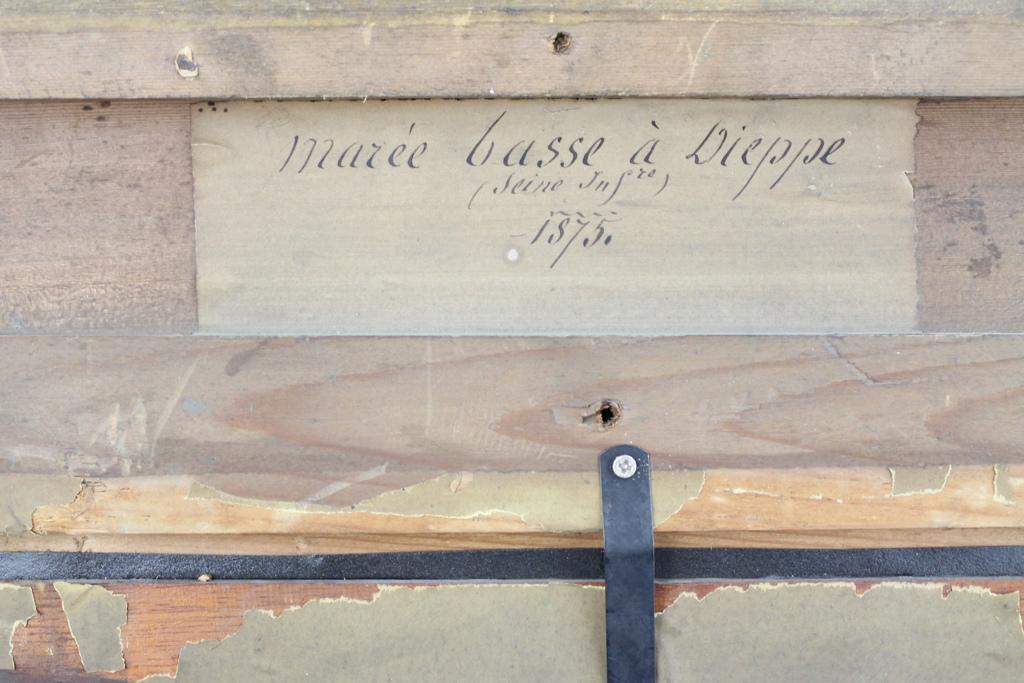 marée basse à Dieppe
(Seine Infre)
1875.